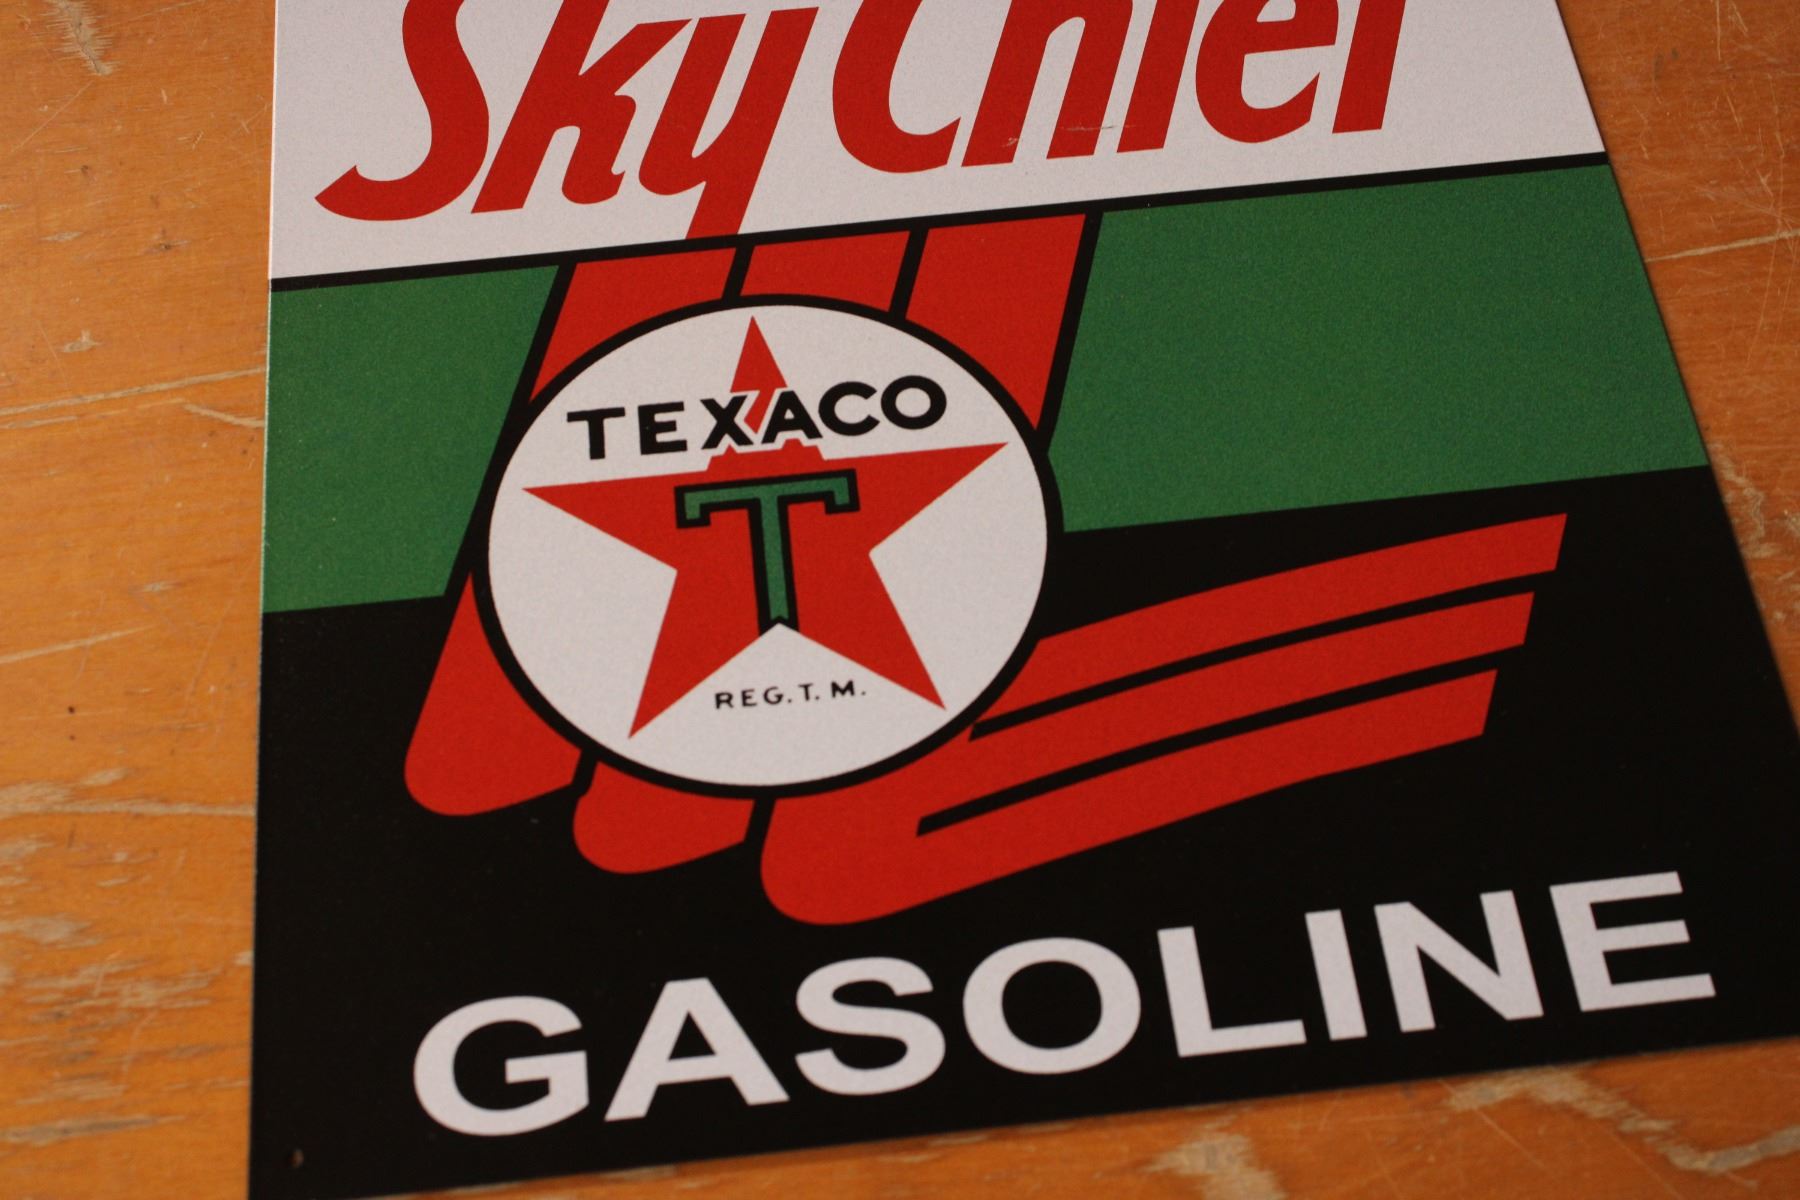 Sky Chief
TEXACO
T
REG. T. M.
GASOLINE